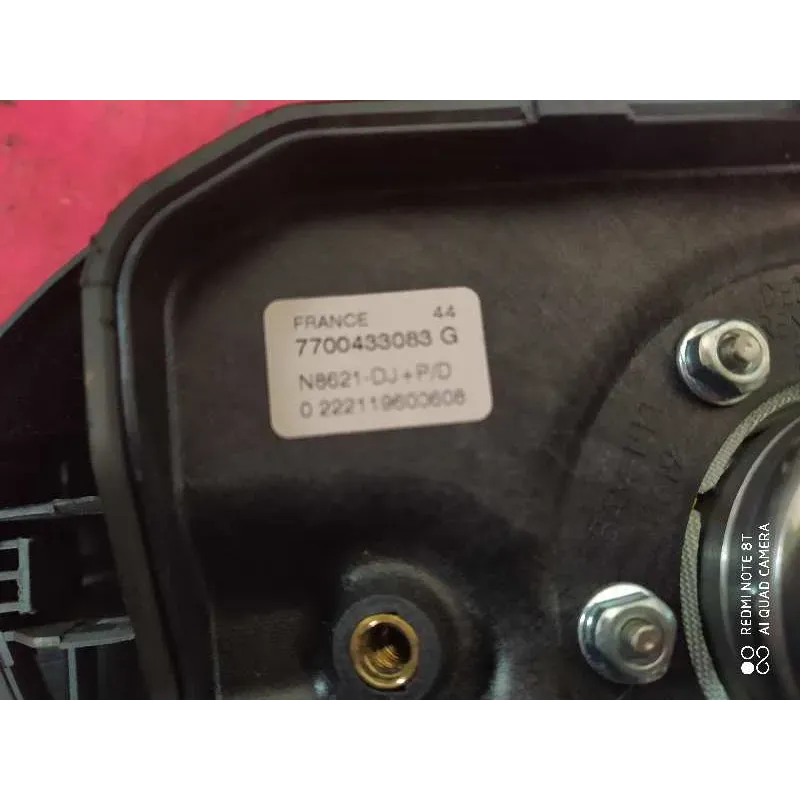 FRANCE 44
7700433083 G
N8621-DJ+P/D
0 222119600608
REDMI NOTE 8T
AI QUAD CAMERA